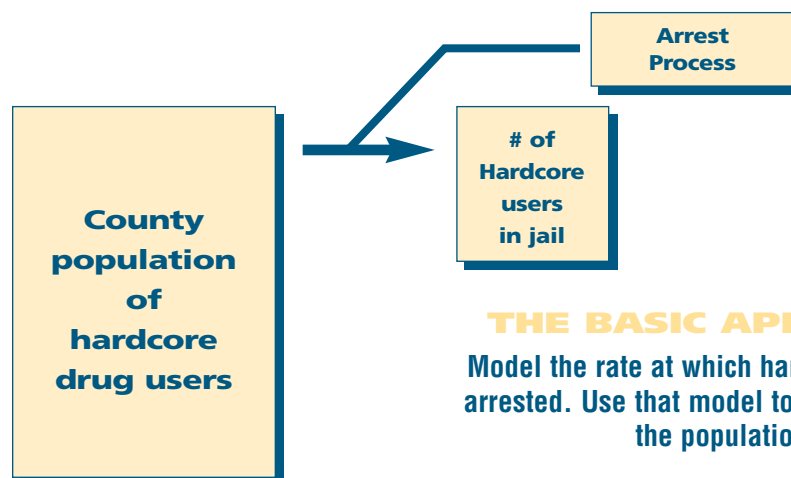 Arrest
Process
# of
Hardcore
users
in jail
County
population
of
hardcore
drug users
THE BASIC
Model the rate at which
arrested. Use that model to
the